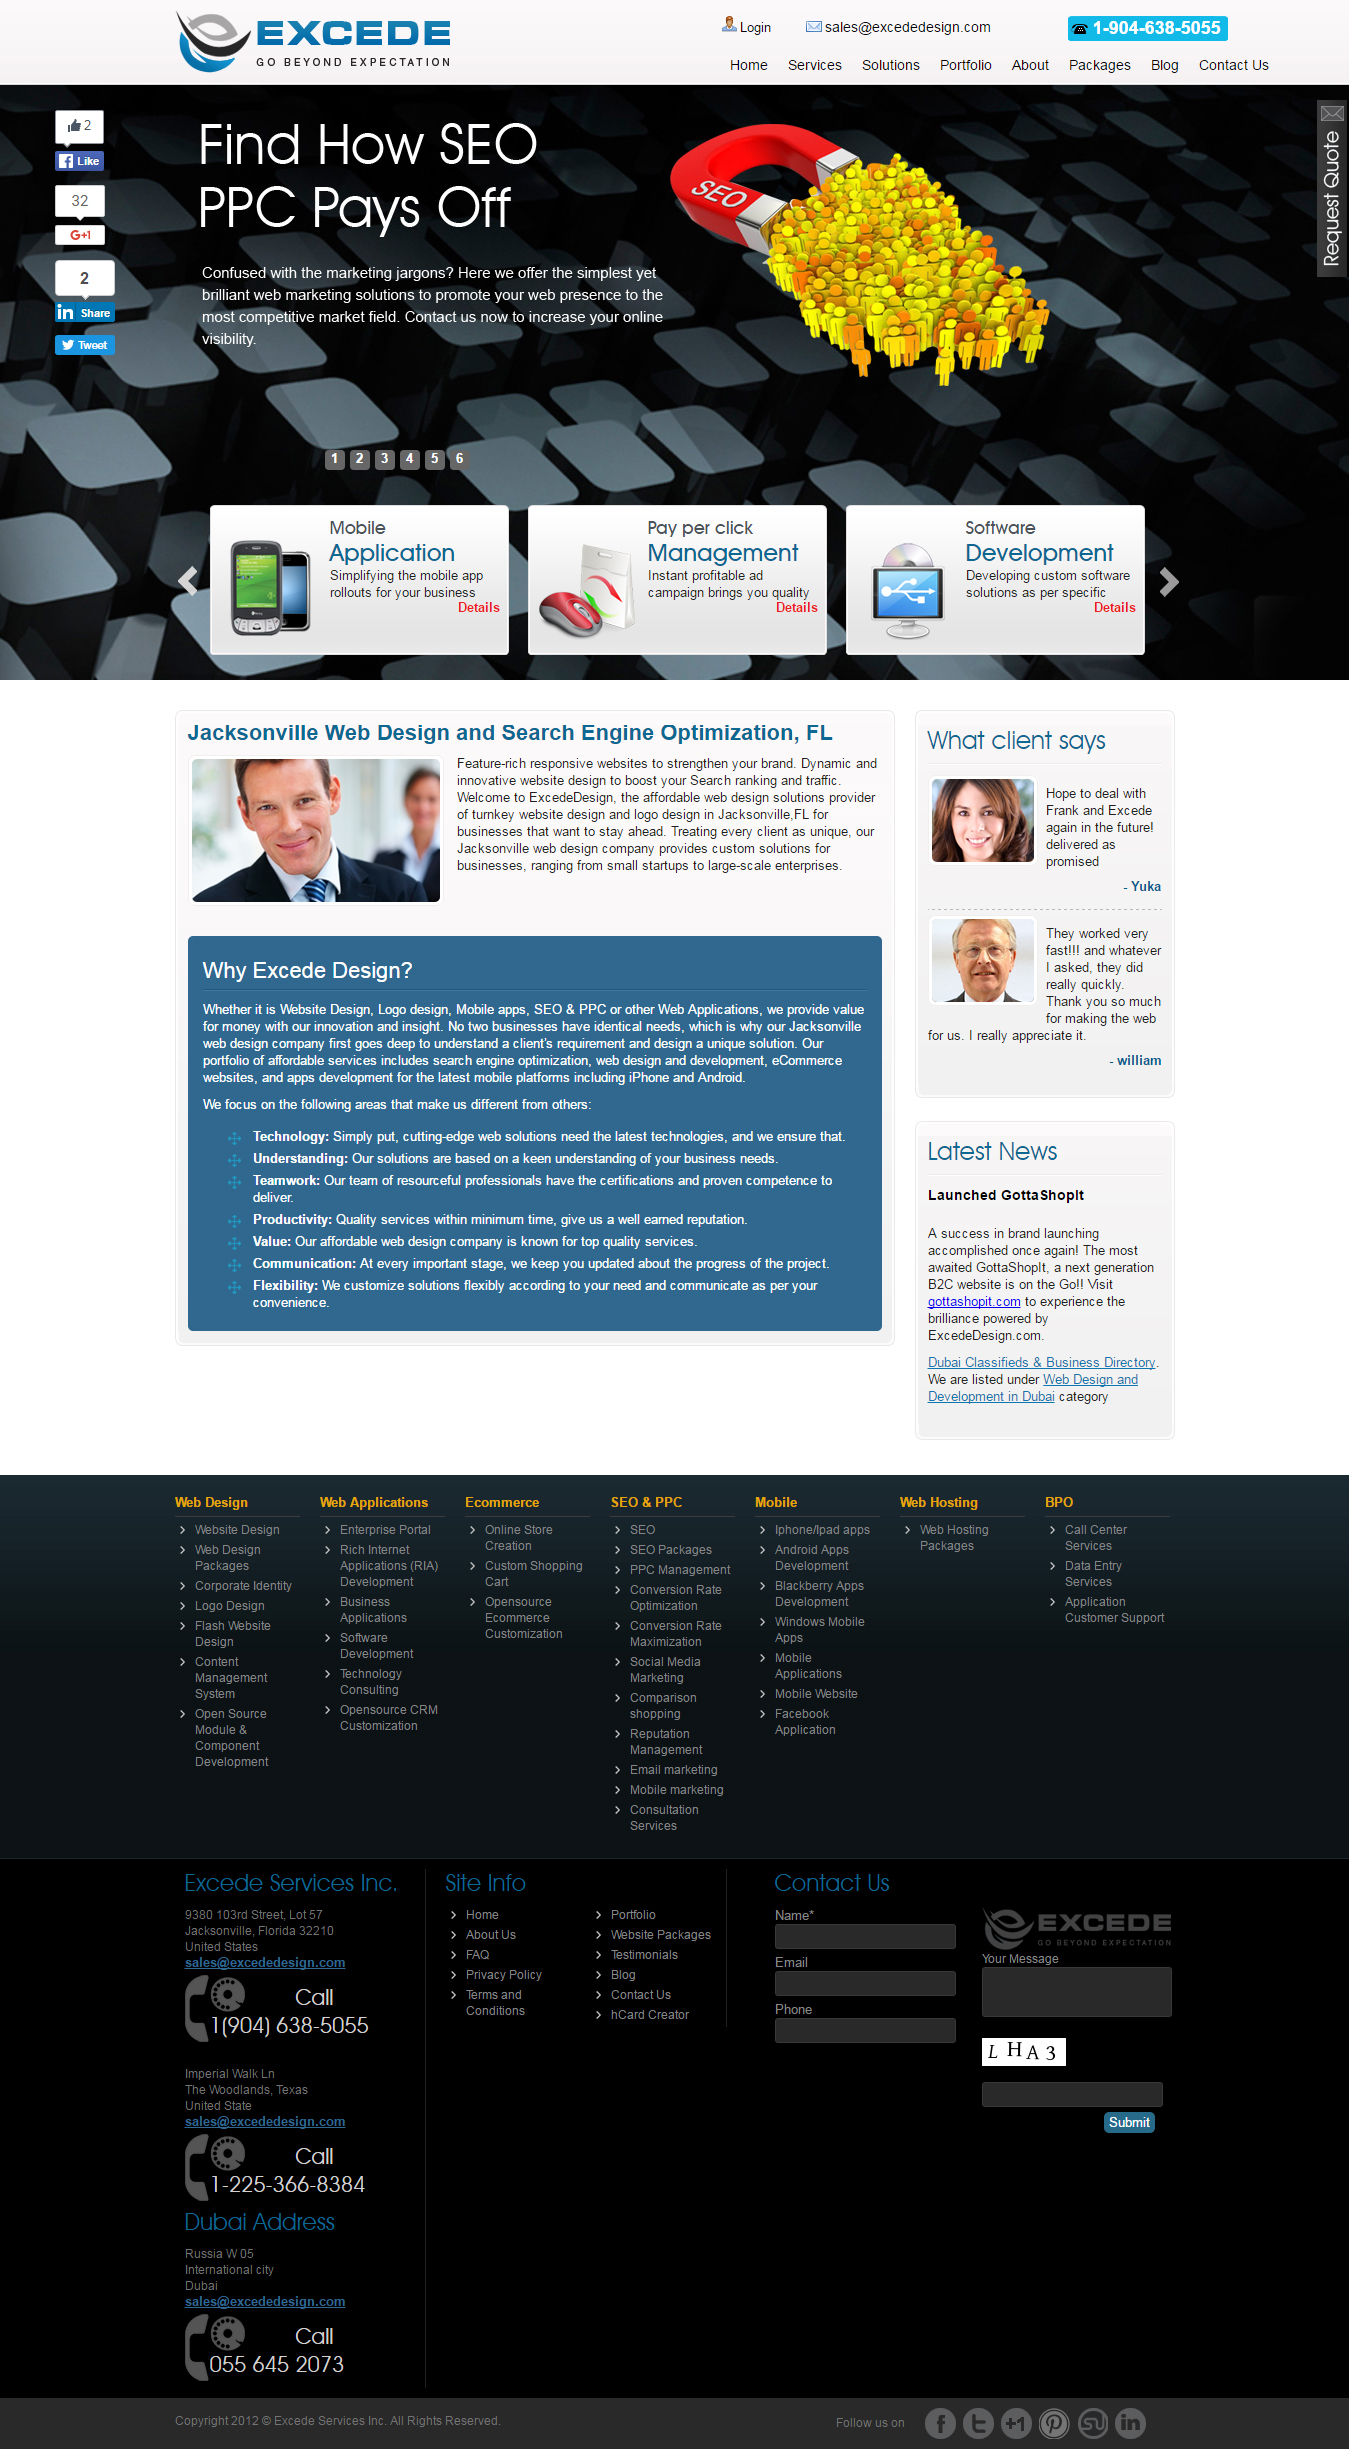 EXCEDE
GO BEYOND EXPECTATION
Login
sales@excededesign.com
1-904-638-5055
Home Services Solutions Portfolio About Packages Blog Contact Us
2
Like
32
G+1
2
Share
Tweet
Find How SEO
PPC Pays Off
Confused with the marketing jargons? Here we offer the simplest yet
brilliant web marketing solutions to promote your web presence to the
most competitive market field. Contact us now to increase your online
visibility.
SEO
Request Quote
1 2 3 4 5 6
Mobile
Application
Simplifying the mobile app
rollouts for your business
Details
Pay per click
Management
Instant profitable ad
campaign brings you quality
Details
Software
Development
Developing custom software
solutions as per specific
Details
Jacksonville Web Design and Search Engine Optimization, FL
Feature-rich responsive websites to strengthen your brand. Dynamic and
innovative website design to boost your Search ranking and traffic.
Welcome to ExcedeDesign, the affordable web design solutions provider
of turnkey website design and logo design in Jacksonville,FL for
businesses that want to stay ahead. Treating every client as unique, our
Jacksonville web design company provides custom solutions for
businesses, ranging from small startups to large-scale enterprises.
Why Excede Design?
Whether it is Website Design, Logo design, Mobile apps, SEO & PPC or other Web Applications, we provide value
for money with our innovation and insight. No two businesses have identical needs, which is why our Jacksonville
web design company first goes deep to understand a client's requirement and design a unique solution. Our
portfolio of affordable services includes search engine optimization, web design and development, eCommerce
websites, and apps development for the latest mobile platforms including iPhone and Android.
We focus on the following areas that make us different from others:
Technology: Simply put, cutting-edge web solutions need the latest technologies, and we ensure that.
Understanding: Our solutions are based on a keen understanding of your business needs.
Teamwork: Our team of resourceful professionals have the certifications and proven competence to
deliver.
Productivity: Quality services within minimum time, give us a well earned reputation.
Value: Our affordable web design company is known for top quality services.
Communication: At every important stage, we keep you updated about the progress of the project.
Flexibility: We customize solutions flexibly according to your need and communicate as per your
convenience.
What client says
Hope to deal with
Frank and Excede
again in the future!
delivered as
promised
- Yuka
They worked very
fast!!! and whatever
I asked, they did
really quickly.
Thank you so much
for making the web
for us. I really appreciate it.
- william
Latest News
Launched GottaShopIt
A success in brand launching
accomplished once again! The most
awaited GottaShopIt, a next generation
B2C website is on the Go!! Visit
gottashopit.com to experience the
brilliance powered by
ExcedeDesign.com.
Dubai Classifieds & Business Directory.
We are listed under Web Design and
Development in Dubai category
Web Design
Website Design
Web Design
Packages
Corporate Identity
Logo Design
Flash Website
Design
Content
Management
System
Open Source
Module &
Component
Development
Web Applications
Enterprise Portal
Rich Internet
Applications (RIA)
Development
Business
Applications
Software
Development
Technology
Consulting
Opensource CRM
Customization
Ecommerce
Online Store
Creation
Custom Shopping
Cart
Opensource
Ecommerce
Customization
SEO & PPC
SEO
SEO Packages
PPC Management
Conversion Rate
Optimization
Conversion Rate
Maximization
Social Media
Marketing
Comparison
shopping
Reputation
Management
Email marketing
Mobile marketing
Consultation
Services
Mobile
Iphone/Ipad apps
Android Apps
Development
Blackberry Apps
Development
Windows Mobile
Apps
Mobile
Applications
Mobile Website
Facebook
Application
Web Hosting
Web Hosting
Packages
BPO
Call Center
Services
Data Entry
Services
Application
Customer Support
Excede Services Inc.
9380 103rd Street, Lot 57
Jacksonville, Florida 32210
United States
sales@excededesign.com
Call
1(904) 638-5055
Imperial Walk Ln
The Woodlands, Texas
United State
sales@excededesign.com
Call
1-225-366-8384
Dubai Address
Russia W 05
International city
Dubai
sales@excededesign.com
Call
055 645 2073
Site Info
Home
About Us
FAQ
Privacy Policy
Terms and
Conditions
Portfolio
Website Packages
Testimonials
Blog
Contact Us
hCard Creator
Contact Us
Name*
Email
Phone
EXCEDE
GO BEYOND EXPECTATION
Your Message
L H A 3
Submit
Copyright 2012 © Excede Services Inc. All Rights Reserved.
Follow us on
+1
in